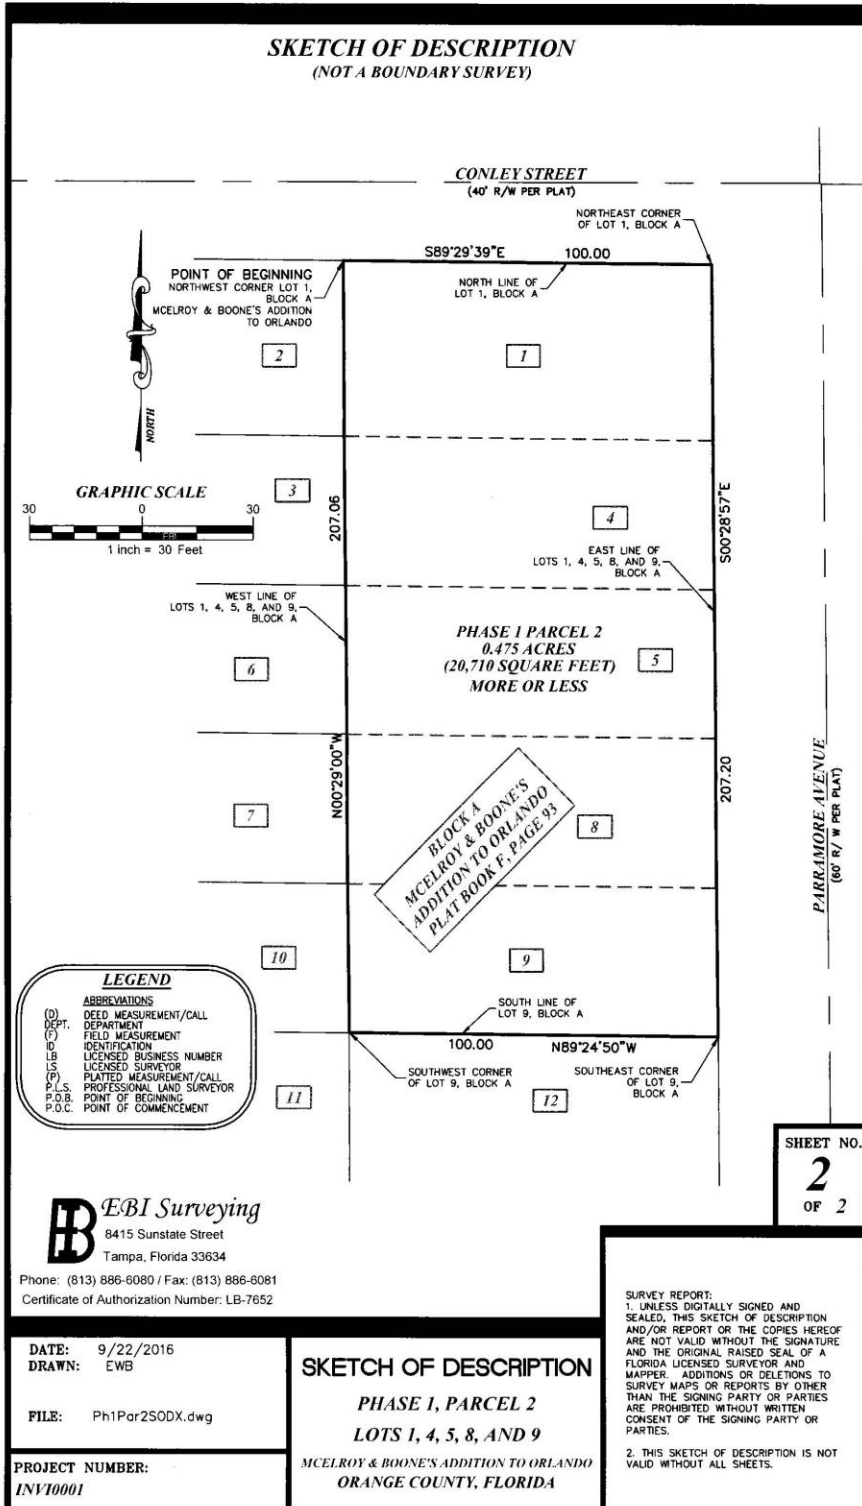 SKETCH OF DESCRIPTION
(NOT A BOUNDARY SURVEY)
CONLEY STREET
(40' R/W PER PLAT)
NORTHEAST CORNER
OF LOT 1, BLOCK A
S89°29'39"E 100.00
POINT OF BEGINNING
NORTHWEST CORNER LOT 1,
BLOCK A
MCELROY & BOONE'S ADDITION
TO ORLANDO
NORTH LINE OF
LOT 1, BLOCK A
2
1
NORTH
GRAPHIC SCALE
30 0 30
EBI
1 inch = 30 Feet
3
207.06
4
S00°28'57"E
EAST LINE OF
LOTS 1, 4, 5, 8, AND 9,
BLOCK A
WEST LINE OF
LOTS 1, 4, 5, 8, AND 9,
BLOCK A
PHASE 1 PARCEL 2
0.475 ACRES
(20,710 SQUARE FEET)
MORE OR LESS
5
6
N00°29'00"W
207.20
PARRAMORE AVENUE
(60' R/ W PER PLAT)
7
BLOCK A
MCELROY & BOONE'S
ADDITION TO ORLANDO
PLAT BOOK F, PAGE 93
8
10
9
LEGEND
ABBREVIATIONS
(D) DEED MEASUREMENT/CALL
DEPT. DEPARTMENT
(F) FIELD MEASUREMENT
ID IDENTIFICATION
LB LICENSED BUSINESS NUMBER
LS LICENSED SURVEYOR
(P) PLATTED MEASUREMENT/CALL
P.L.S. PROFESSIONAL LAND SURVEYOR
P.O.B. POINT OF BEGINNING
P.O.C. POINT OF COMMENCEMENT
SOUTH LINE OF
LOT 9, BLOCK A
100.00 N89°24'50"W
SOUTHWEST CORNER
OF LOT 9, BLOCK A
SOUTHEAST CORNER
OF LOT 9,
BLOCK A
11
12
SHEET NO.
2
OF 2
EBI Surveying
8415 Sunstate Street
Tampa, Florida 33634
Phone: (813) 886-6080 / Fax: (813) 886-6081
Certificate of Authorization Number: LB-7652
SURVEY REPORT:
1. UNLESS DIGITALLY SIGNED AND
SEALED, THIS SKETCH OF DESCRIPTION
AND/OR REPORT OR THE COPIES HEREOF
ARE NOT VALID WITHOUT THE SIGNATURE
AND THE ORIGINAL RAISED SEAL OF A
FLORIDA LICENSED SURVEYOR AND
MAPPER. ADDITIONS OR DELETIONS TO
SURVEY MAPS OR REPORTS BY OTHER
THAN THE SIGNING PARTY OR PARTIES
ARE PROHIBITED WITHOUT WRITTEN
CONSENT OF THE SIGNING PARTY OR
PARTIES.
2. THIS SKETCH OF DESCRIPTION IS NOT
VALID WITHOUT ALL SHEETS.
DATE: 9/22/2016
DRAWN: EWB
FILE: Ph1Par2SODX.dwg
PROJECT NUMBER:
INVI0001
SKETCH OF DESCRIPTION
PHASE 1, PARCEL 2
LOTS 1, 4, 5, 8, AND 9
MCELROY & BOONE'S ADDITION TO ORLANDO
ORANGE COUNTY, FLORIDA